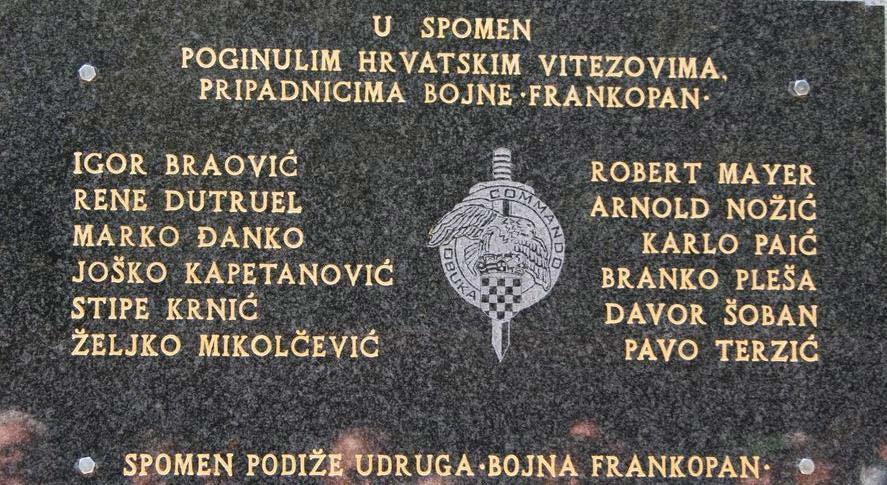 U SPOMEN
POGINULIM HRVATSKIM VITEZOVIMA,
PRIPADNICIMA BOJNE·FRANKOPAN·
IGOR BRAOVIĆ
RENE DUTRUEL
MARKO ĐANKO
JOŠKO KAPETANOVIĆ
STIPE KRNIĆ
ŽELJKO MIKOLČEVIĆ
COMMANDO
OBUKA
ROBERT MAYER
ARNOLD NOŽIĆ
KARLO PAIĆ
BRANKO PLEŠA
DAVOR ŠOBAN
PAVO TERZIĆ
SPOMEN PODIŽE UDRUGA·BOJNA FRANKOPAN·